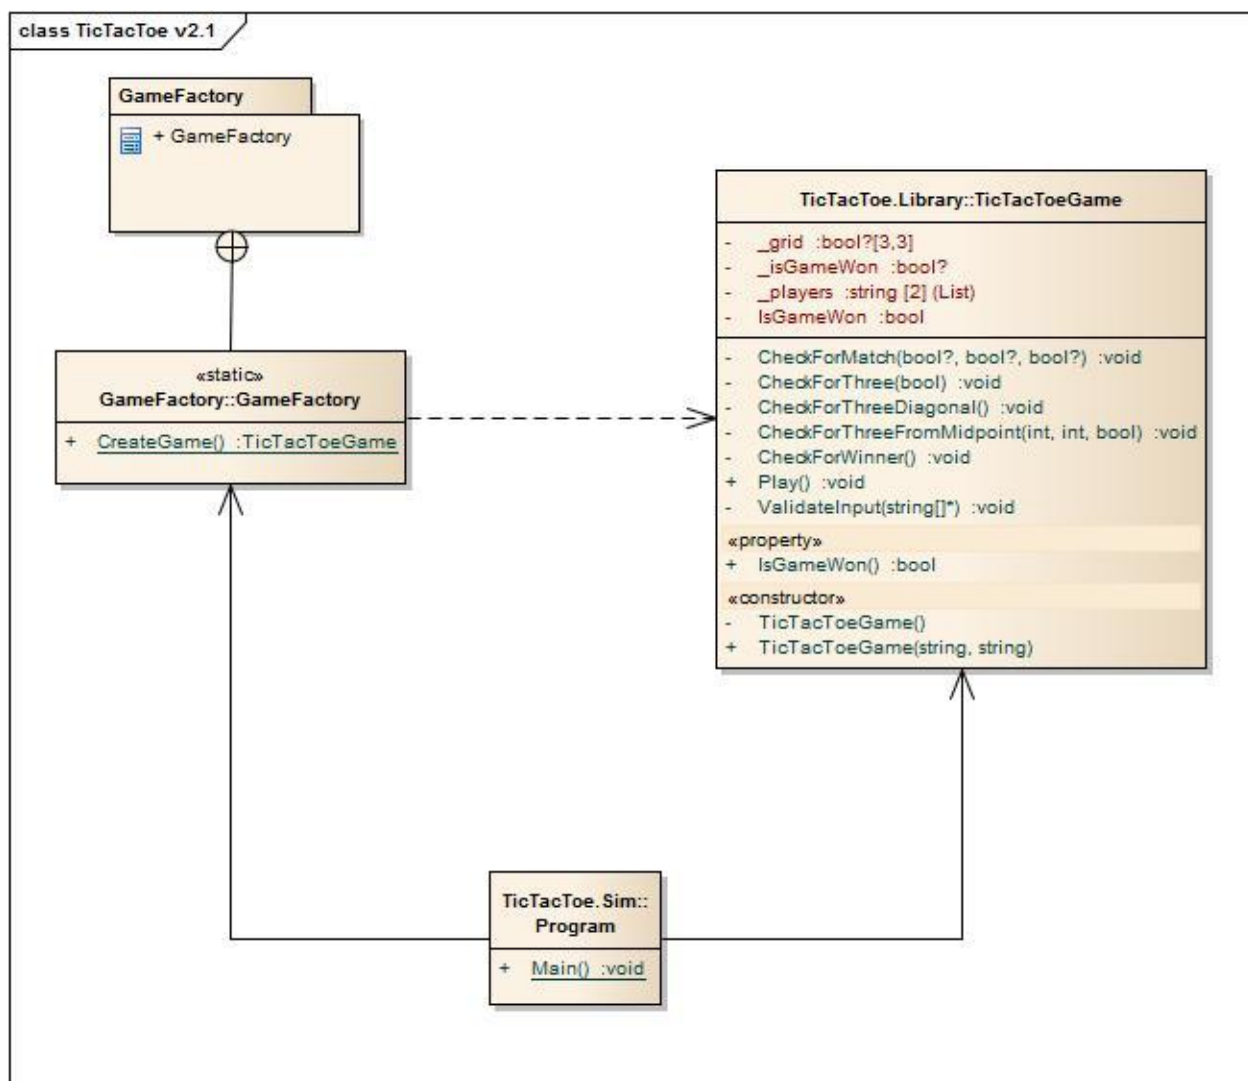 class TicTacToe v2.1
GameFactory
+ GameFactory
«static»
GameFactory::GameFactory
+ CreateGame() :TicTacToeGame
TicTacToe.Library::TicTacToeGame
- _grid :bool?[3,3]
- _isGameWon :bool?
- _players :string [2] (List)
- IsGameWon :bool
- CheckForMatch(bool?, bool?, bool?) :void
- CheckForThree(bool) :void
- CheckForThreeDiagonal() :void
- CheckForThreeFromMidpoint(int, int, bool) :void
- CheckForWinner() :void
+ Play() :void
- ValidateInput(string[]*) :void
«property»
+ IsGameWon() :bool
«constructor»
- TicTacToeGame()
+ TicTacToeGame(string, string)
TicTacToe.Sim::
Program
+ Main() :void